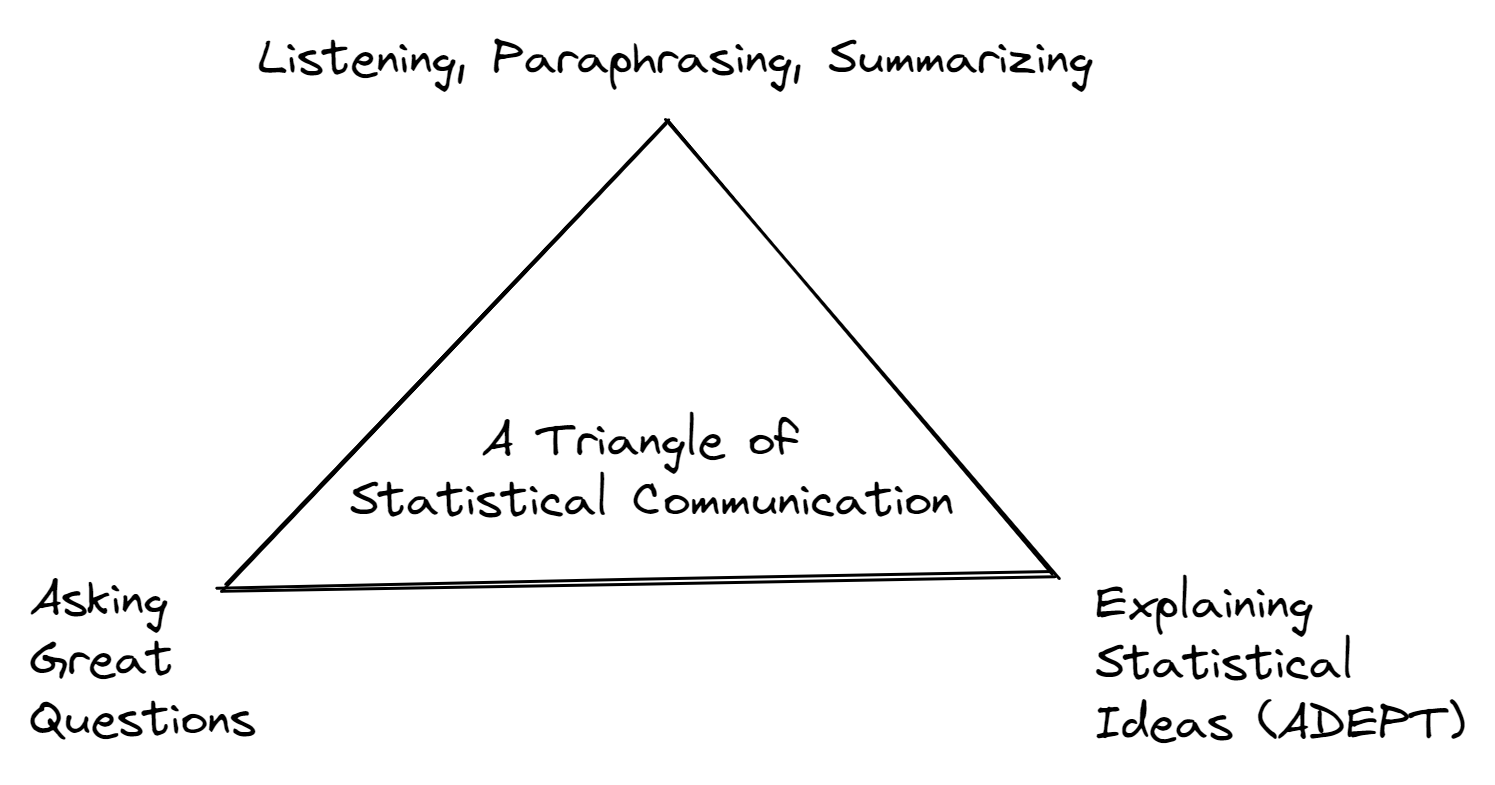 Listening, Paraphrasing, Summarizing
A Triangle of
Statistical Communication
Asking
Great
Questions
Explaining
Statistical
Ideas (ADEPT)